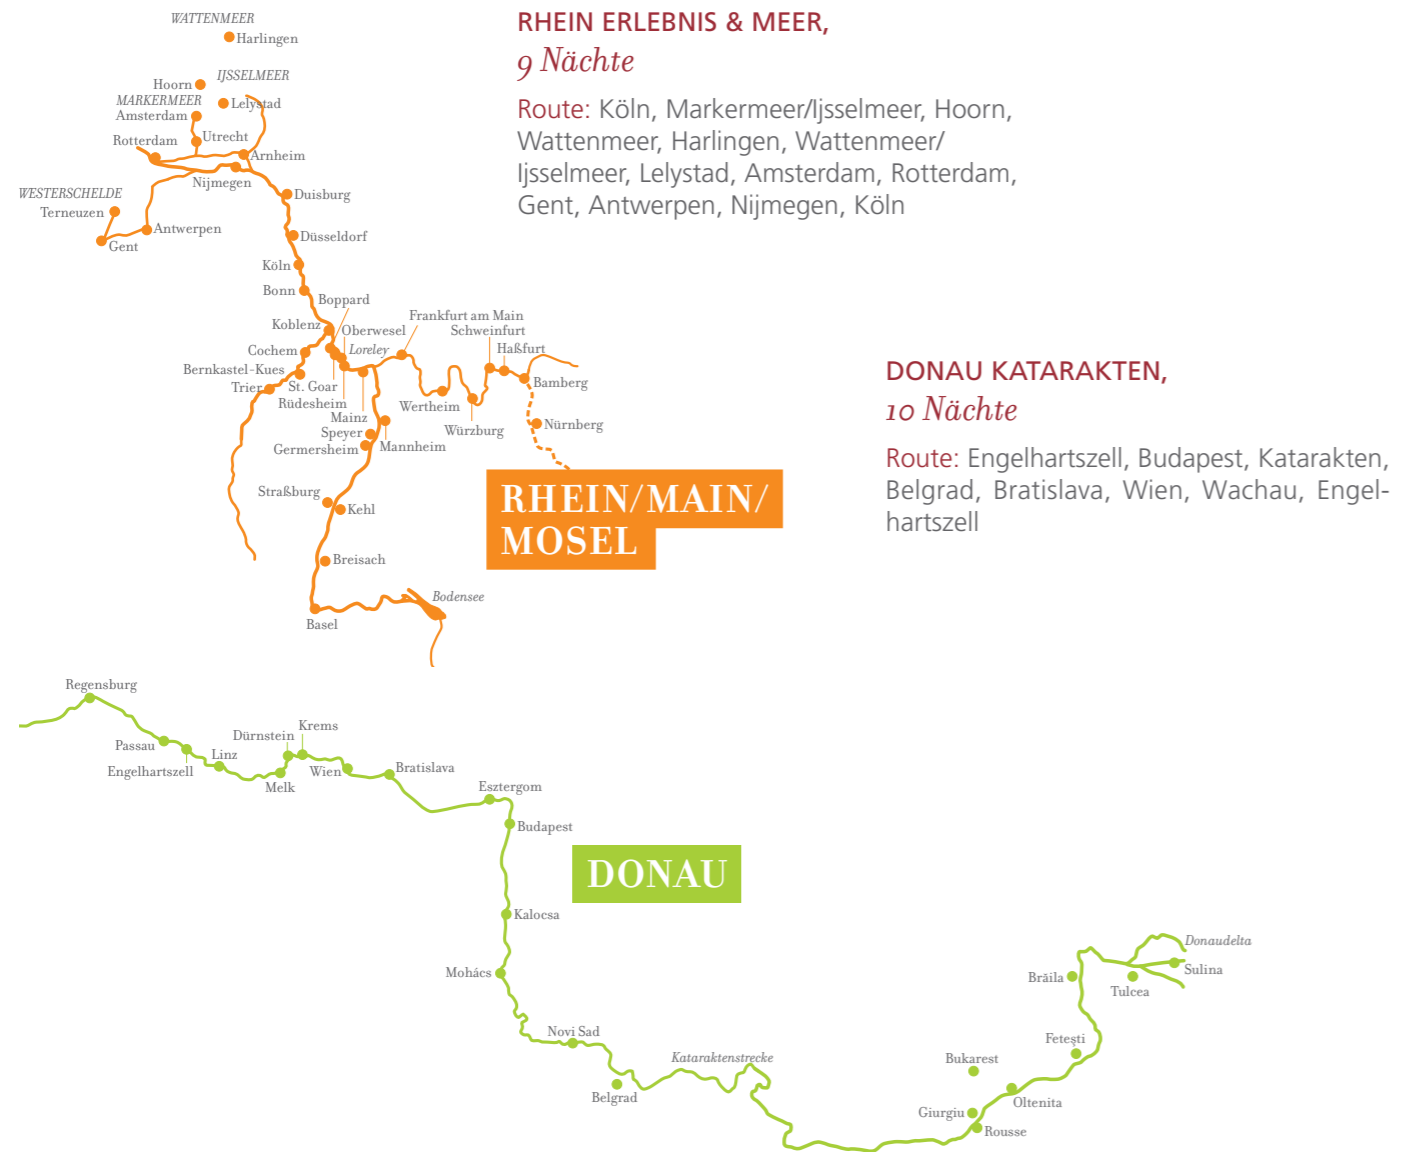 RHEIN ERLEBNIS & MEER,
9 Nächte
Route: Köln, Markermeer/Ijsselmeer, Hoorn,
Wattenmeer, Harlingen, Wattenmeer/
Ijsselmeer, Lelystad, Amsterdam, Rotterdam,
Gent, Antwerpen, Nijmegen, Köln
WATTENMEER
Harlingen
IJSSELMEER
Hoorn
MARKERMEER
Lelystad
Amsterdam
Rotterdam
Utrecht
Arnheim
Nijmegen
WESTERSCHELDE
Terneuzen
Duisburg
Antwerpen
Gent
Düsseldorf
Köln
Bonn
Boppard
Frankfurt am Main
Koblenz
Oberwesel
Schweinfurt
Cochem
Loreley
Haßfurt
Bernkastel-Kues
Trier
St. Goar
Bamberg
Rüdesheim
Wertheim
Mainz
Nürnberg
Speyer
Würzburg
Germersheim
Mannheim
Straßburg
Kehl
Breisach
Bodensee
Basel
RHEIN/MAIN/
MOSEL
DONAU KATARAKTEN,
10 Nächte
Route: Engelhartszell, Budapest, Katarakten,
Belgrad, Bratislava, Wien, Wachau, Engel-
hartszell
Regensburg
Passau
Engelhartszell
Linz
Dürnstein
Krems
Melk
Wien
Bratislava
Esztergom
Budapest
DONAU
Kalocsa
Mohács
Novi Sad
Belgrad
Kataraktenstrecke
Donaudelta
Sulina
Brăila
Tulcea
Feteşti
Bukarest
Oltenita
Giurgiu
Rousse